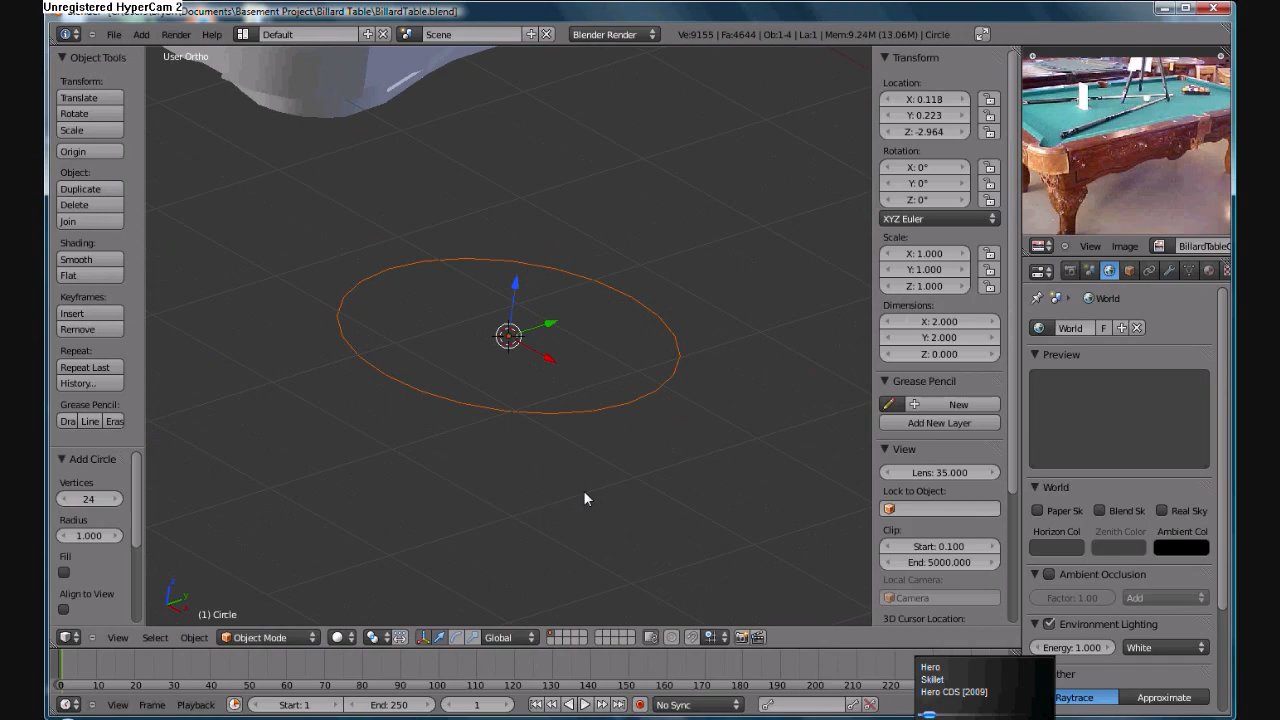 Unregistered HyperCam 2
\Documents\Basement Project\Billard Table\BillardTable.blend]
File Add Render Help Default Scene Blender Render Ve:9155 | Fa:4644 | Ob:1-4 | La:1 | Mem:9.24M (13.06M) | Circle
Object Tools
Transform:
Translate
Rotate
Scale
Origin
Object:
Duplicate
Delete
Join
Shading:
Smooth
Flat
Keyframes:
Insert
Remove
Repeat:
Repeat Last
History...
Grease Pencil:
Dra Line Eras
Add Circle
Vertices
24
Radius
1.000
Fill
Align to View
User Ortho
z
y
x
(1) Circle
View Select Object Object Mode Global
Transform
Location:
X: 0.118
Y: 0.223
Z: -2.964
Rotation:
X: 0°
Y: 0°
Z: 0°
XYZ Euler
Scale:
X: 1.000
Y: 1.000
Z: 1.000
Dimensions:
X: 2.000
Y: 2.000
Z: 0.000
Grease Pencil
New
Add New Layer
View
Lens: 35.000
Lock to Object:
Clip:
Start: 0.100
End: 5000.000
Local Camera:
Camera
3D Cursor Location:
View Image BillardTableC
World
World F
Preview
World
Paper Sk Blend Sk Real Sky
Horizon Col Zenith Color Ambient Col
Ambient Occlusion
Factor: 1.00 Add
Environment Lighting
Energy: 1.000 White
ther
Raytrace Approximate
0 10 20 30 40 50 60 70 80 90 100 110 120 130 140 150 160 170 180 190 200 210 220
View Frame Playback Start: 1 End: 250 1 No Sync
Hero
Skillet
Hero CDS [2009]